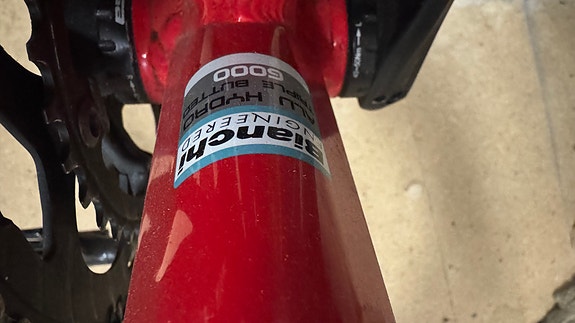 Bianchi
ENGINEERED
ALU HYDRO
TRIPLE BUTTED
6000